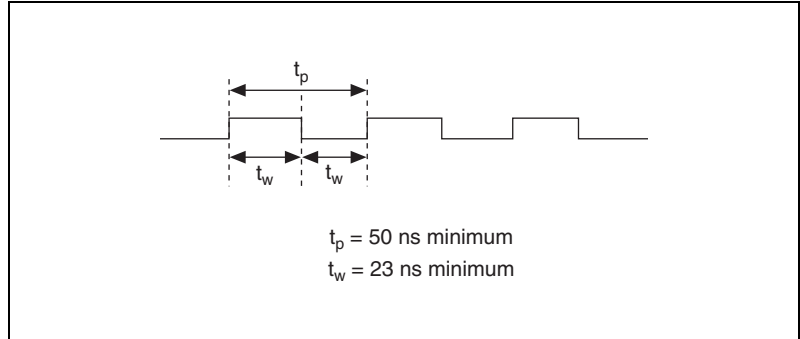 tp
tw tw
tp = 50 ns minimum
tw = 23 ns minimum